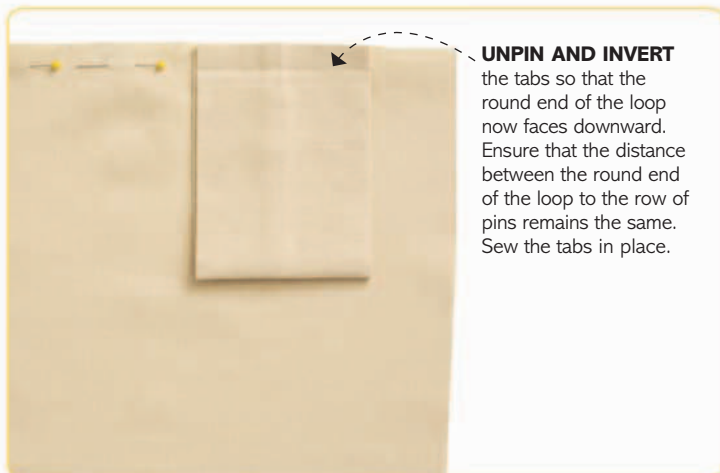 UNPIN AND INVERT
the tabs so that the
round end of the loop
now faces downward.
Ensure that the distance
between the round end
of the loop to the row of
pins remains the same.
Sew the tabs in place.